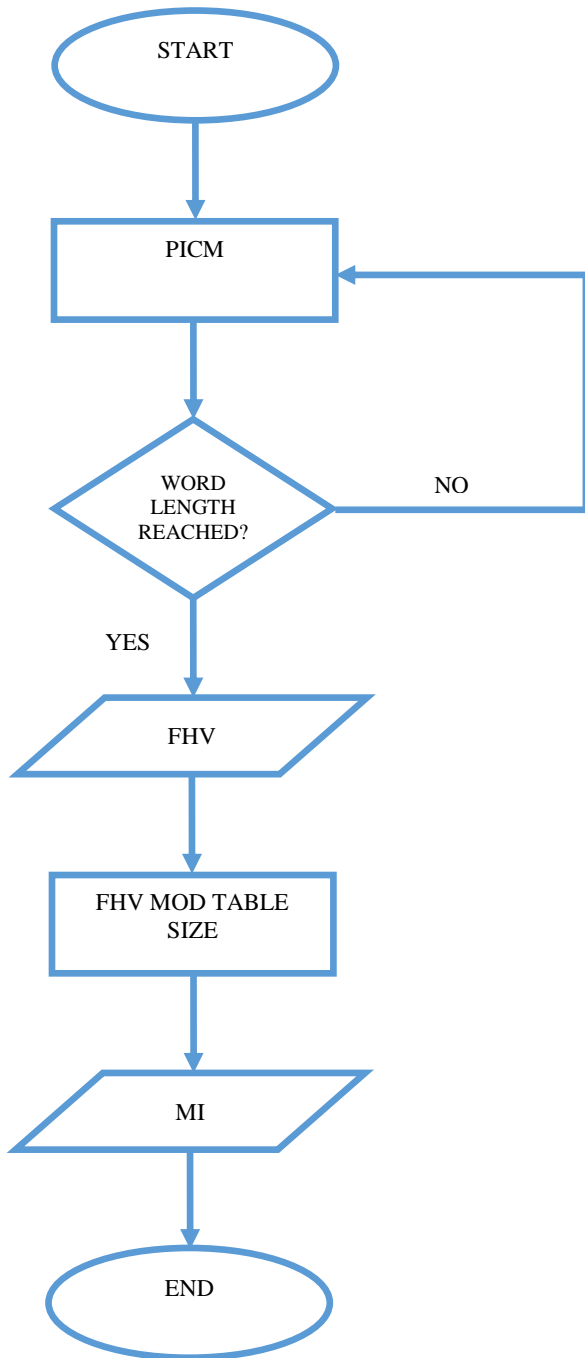 START
PICM
WORD
LENGTH
REACHED?
NO
YES
FHV
FHV MOD TABLE
SIZE
MI
END